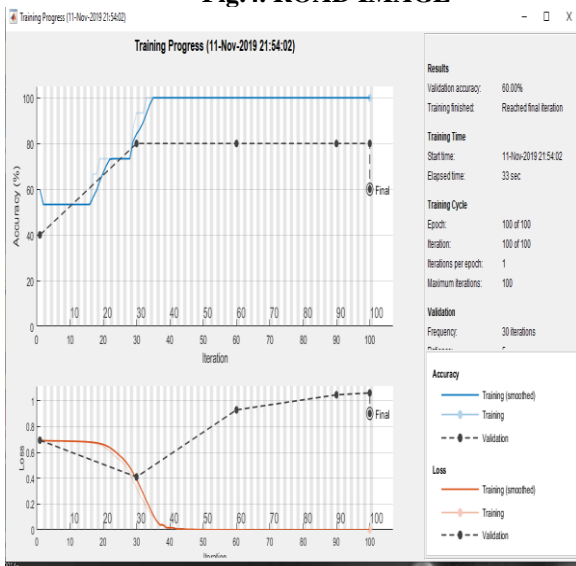 Fig.4. ROAD IMAGE
Training Progress (11-Nov-2019 21:54:02)
Training Progress (11-Nov-2019 21:54:02)
Accuracy (%)
100
80
60
40
20
0
Final
10 20 30 40 50 60 70 80 90 100
0 10 20 30 40 50 60 70 80 90 100
Iteration
Loss
1
0.8
0.6
0.4
0.2
0
Final
10 20 30 40 50 60 70 80 90 100
0 10 20 30 40 50 60 70 80 90 100
Iteration
Results
Validation accuracy: 60.00%
Training finished: Reached final iteration
Training Time
Start time: 11-Nov-2019 21:54:02
Elapsed time: 33 sec
Training Cycle
Epoch: 100 of 100
Iteration: 100 of 100
Iterations per epoch: 1
Maximum iterations: 100
Validation
Frequency: 30 iterations
Accuracy
Training (smoothed)
Training
Validation
Loss
Training (smoothed)
Training
Validation